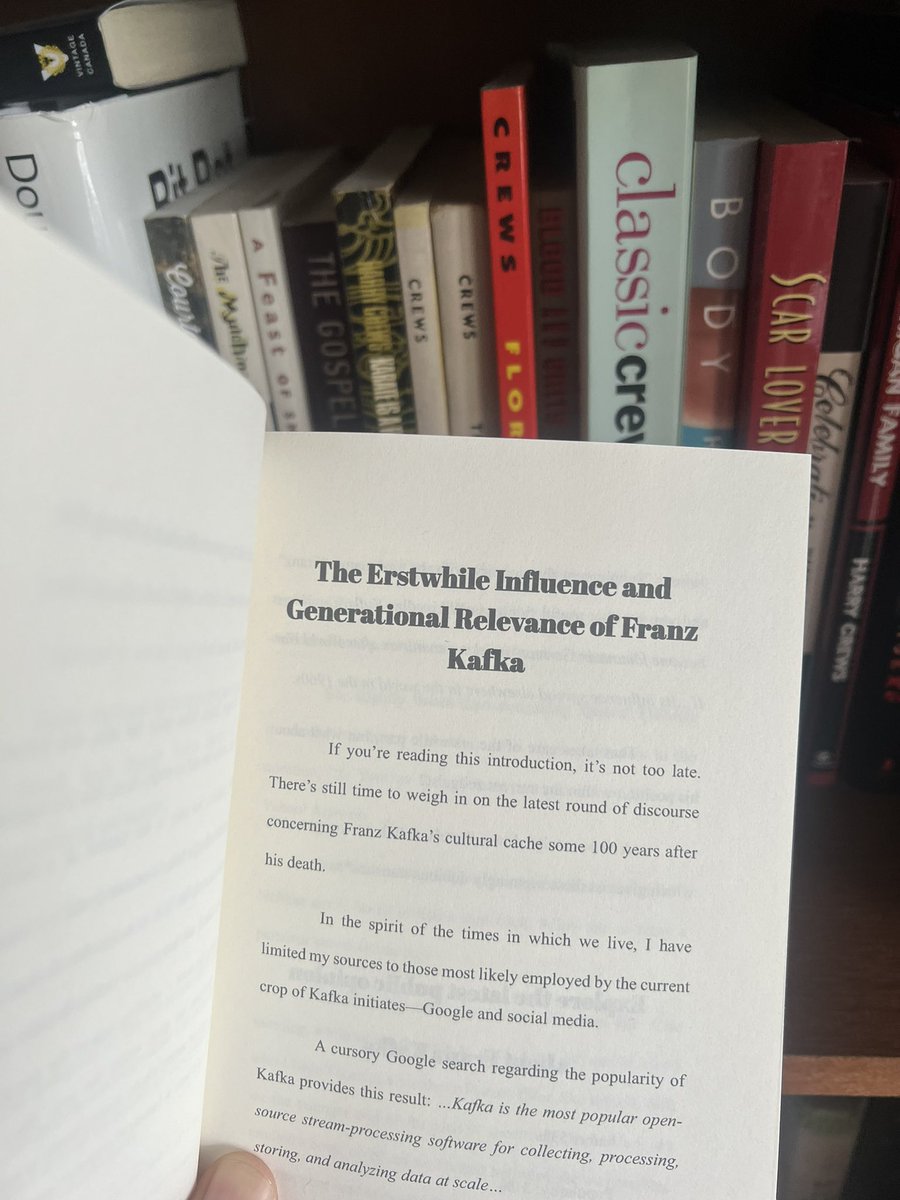 VINTAGE
CANADA
A Feast OF
THE GOSPEL
CREWS
CREWS
CREWS
FLOR
classiccrew
BODY
SCAR LOVER
FAMILY
HARRY CREWS
The Erstwhile Influence and
Generational Relevance of Franz
Kafka
If you’re reading this introduction, it’s not too late.
There’s still time to weigh in on the latest round of discourse
concerning Franz Kafka’s cultural cache some 100 years after
his death.
In the spirit of the times in which we live, I have
limited my sources to those most likely employed by the current
crop of Kafka initiates—Google and social media.
A cursory Google search regarding the popularity of
Kafka provides this result: ...Kafka is the most popular open-
source stream-processing software for collecting, processing,
storing, and analyzing data at scale...